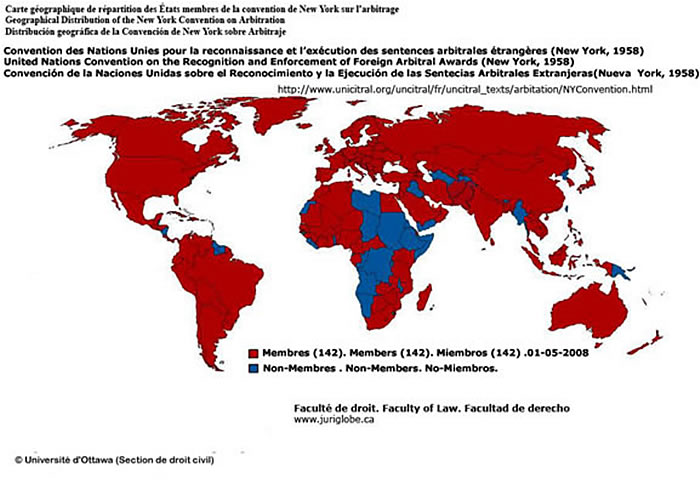 Carte géographique de répartition des États membres de la convention de New York sur l'arbitrage
Geographical Distribution of the New York Convention on Arbitration
Distribución geográfica de la Convención de New York sobre Arbitraje
Convention des Nations Unies pour la reconnaissance et l'exécution des sentences arbitrales étrangères (New York, 1958)
United Nations Convention on the Recognition and Enforcement of Foreign Arbitral Awards (New York, 1958)
Convención de la Naciones Unidas sobre el Reconocimiento y la Ejecución de las Sentecias Arbitrales Extranjeras(Nueva York, 1958)
http://www.unicitral.org/uncitral/fr/uncitral_texts/arbitation/NYConvention.html
Membres (142). Members (142). Miembros (142) .01-05-2008
Non-Membres . Non-Members. No-Miembros.
Faculté de droit. Faculty of Law. Facultad de derecho
www.juriglobe.ca
© Université d'Ottawa (Section de droit civil)